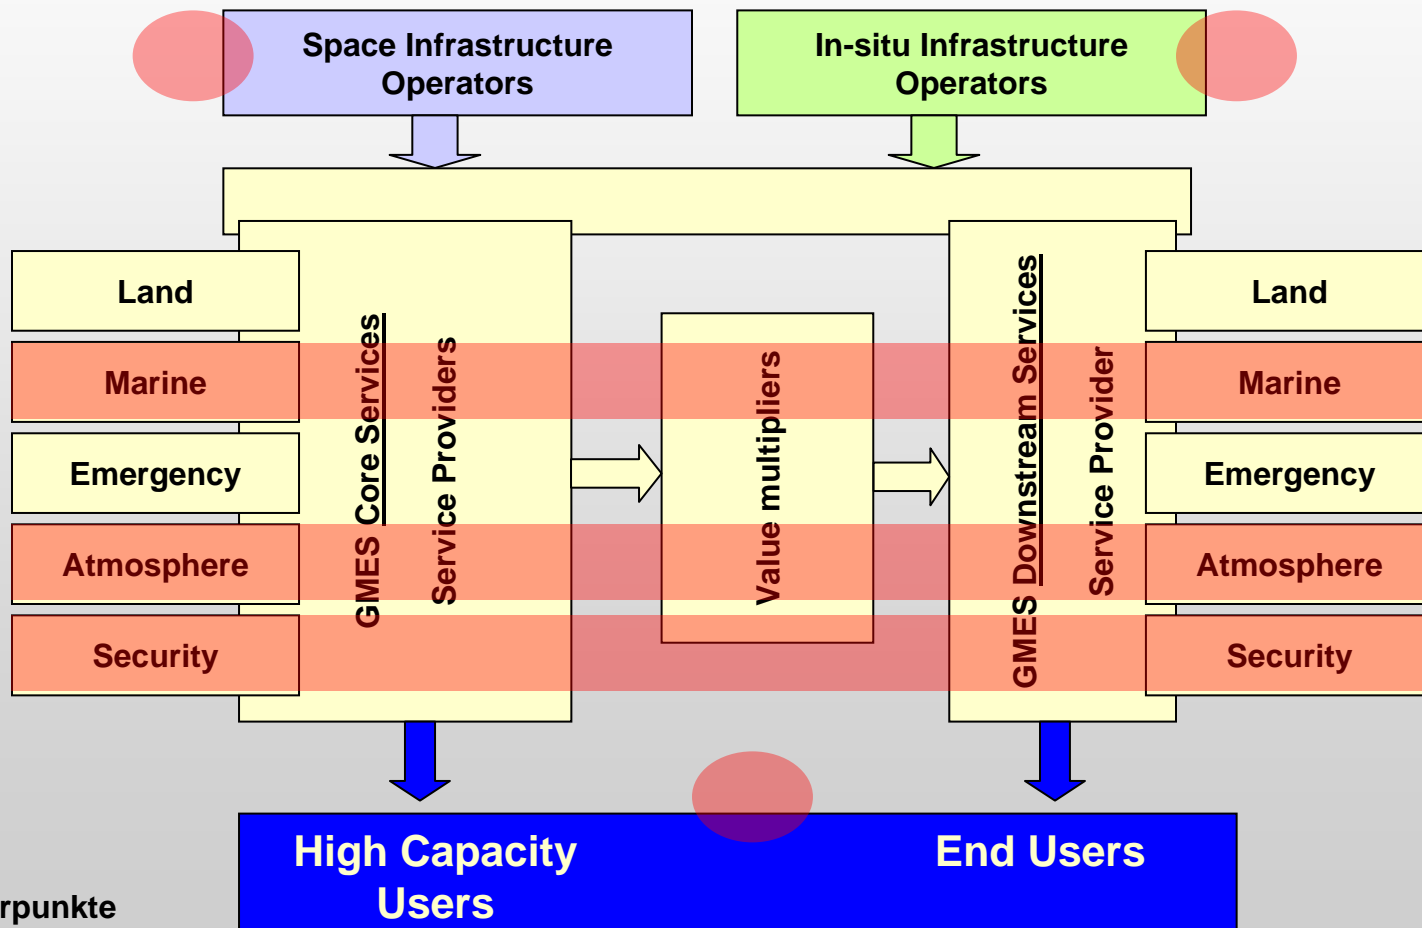 Space Infrastructure
Operators
In-situ Infrastructure
Operators
Land
Marine
Emergency
Atmosphere
Security
GMES Core Services
Service Providers
Value multipliers
GMES Downstream Services
Service Provider
Land
Marine
Emergency
Atmosphere
Security
High Capacity
Users
End Users
rpunkte